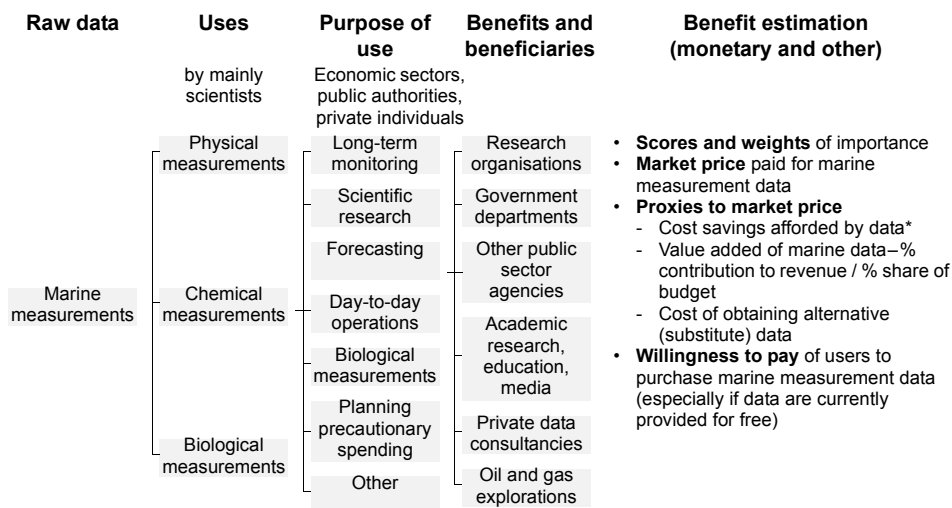 Raw data
Uses
by mainly
scientists
Purpose of
use
Economic sectors,
public authorities,
private individuals
Benefits and
beneficiaries
Benefit estimation
(monetary and other)
Marine
measurements
Physical
measurements
Chemical
measurements
Biological
measurements
Long-term
monitoring
Scientific
research
Forecasting
Day-to-day
operations
Biological
measurements
Planning
precautionary
spending
Other
Research
organisations
Government
departments
Other public
sector
agencies
Academic
research,
education,
media
Private data
consultancies
Oil and gas
explorations
• Scores and weights of importance
• Market price paid for marine
measurement data
• Proxies to market price
- Cost savings afforded by data*
- Value added of marine data–%
contribution to revenue / % share of
budget
- Cost of obtaining alternative
(substitute) data
• Willingness to pay of users to
purchase marine measurement data
(especially if data are currently
provided for free)